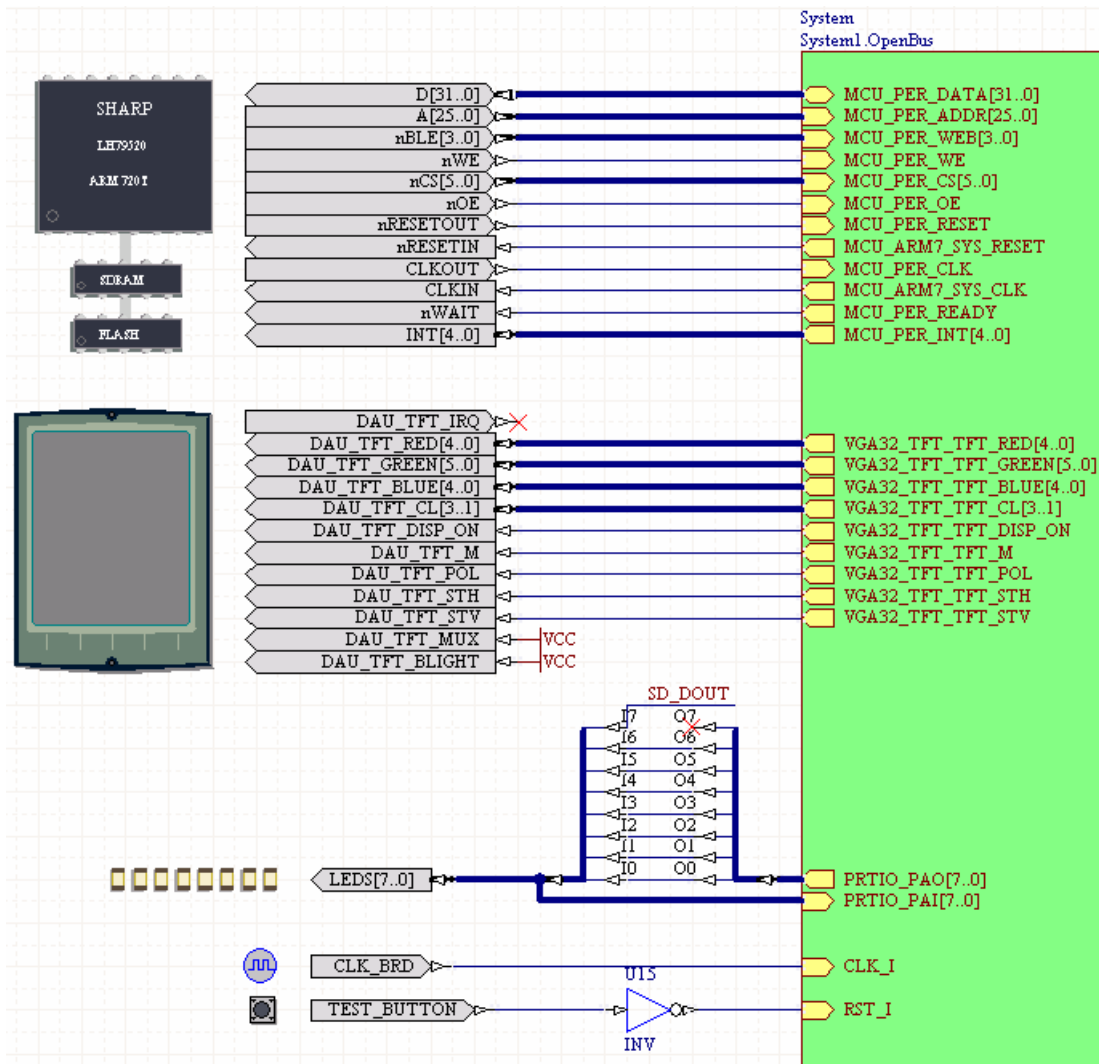 System
System1.OpenBus
SHARP
LH79520
ARM 720T
SDRAM
FLASH
D[31..0] MCU_PER_DATA[31..0]
A[25..0] MCU_PER_ADDR[25..0]
nBLE[3..0] MCU_PER_WEB[3..0]
nWE MCU_PER_WE
nCS[5..0] MCU_PER_CS[5..0]
nOE MCU_PER_OE
nRESETOUT MCU_PER_RESET
nRESETIN MCU_ARM7_SYS_RESET
CLKOUT MCU_PER_CLK
CLKIN MCU_ARM7_SYS_CLK
nWAIT MCU_PER_READY
INT[4..0] MCU_PER_INT[4..0]
DAU_TFT_IRQ
DAU_TFT_RED[4..0] VGA32_TFT_TFT_RED[4..0]
DAU_TFT_GREEN[5..0] VGA32_TFT_TFT_GREEN[5..0]
DAU_TFT_BLUE[4..0] VGA32_TFT_TFT_BLUE[4..0]
DAU_TFT_CL[3..1] VGA32_TFT_TFT_CL[3..1]
DAU_TFT_DISP_ON VGA32_TFT_TFT_DISP_ON
DAU_TFT_M VGA32_TFT_TFT_M
DAU_TFT_POL VGA32_TFT_TFT_POL
DAU_TFT_STH VGA32_TFT_TFT_STH
DAU_TFT_STV VGA32_TFT_TFT_STV
DAU_TFT_MUX VCC
DAU_TFT_BLIGHT VCC
SD_DOUT
I7 O7
I6 O6
I5 O5
I4 O4
I3 O3
I2 O2
I1 O1
I0 O0
LEDS[7..0] PRTIO_PAO[7..0]
PRTIO_PAI[7..0]
CLK_BRD CLK_I
U15
TEST_BUTTON RST_I
INV